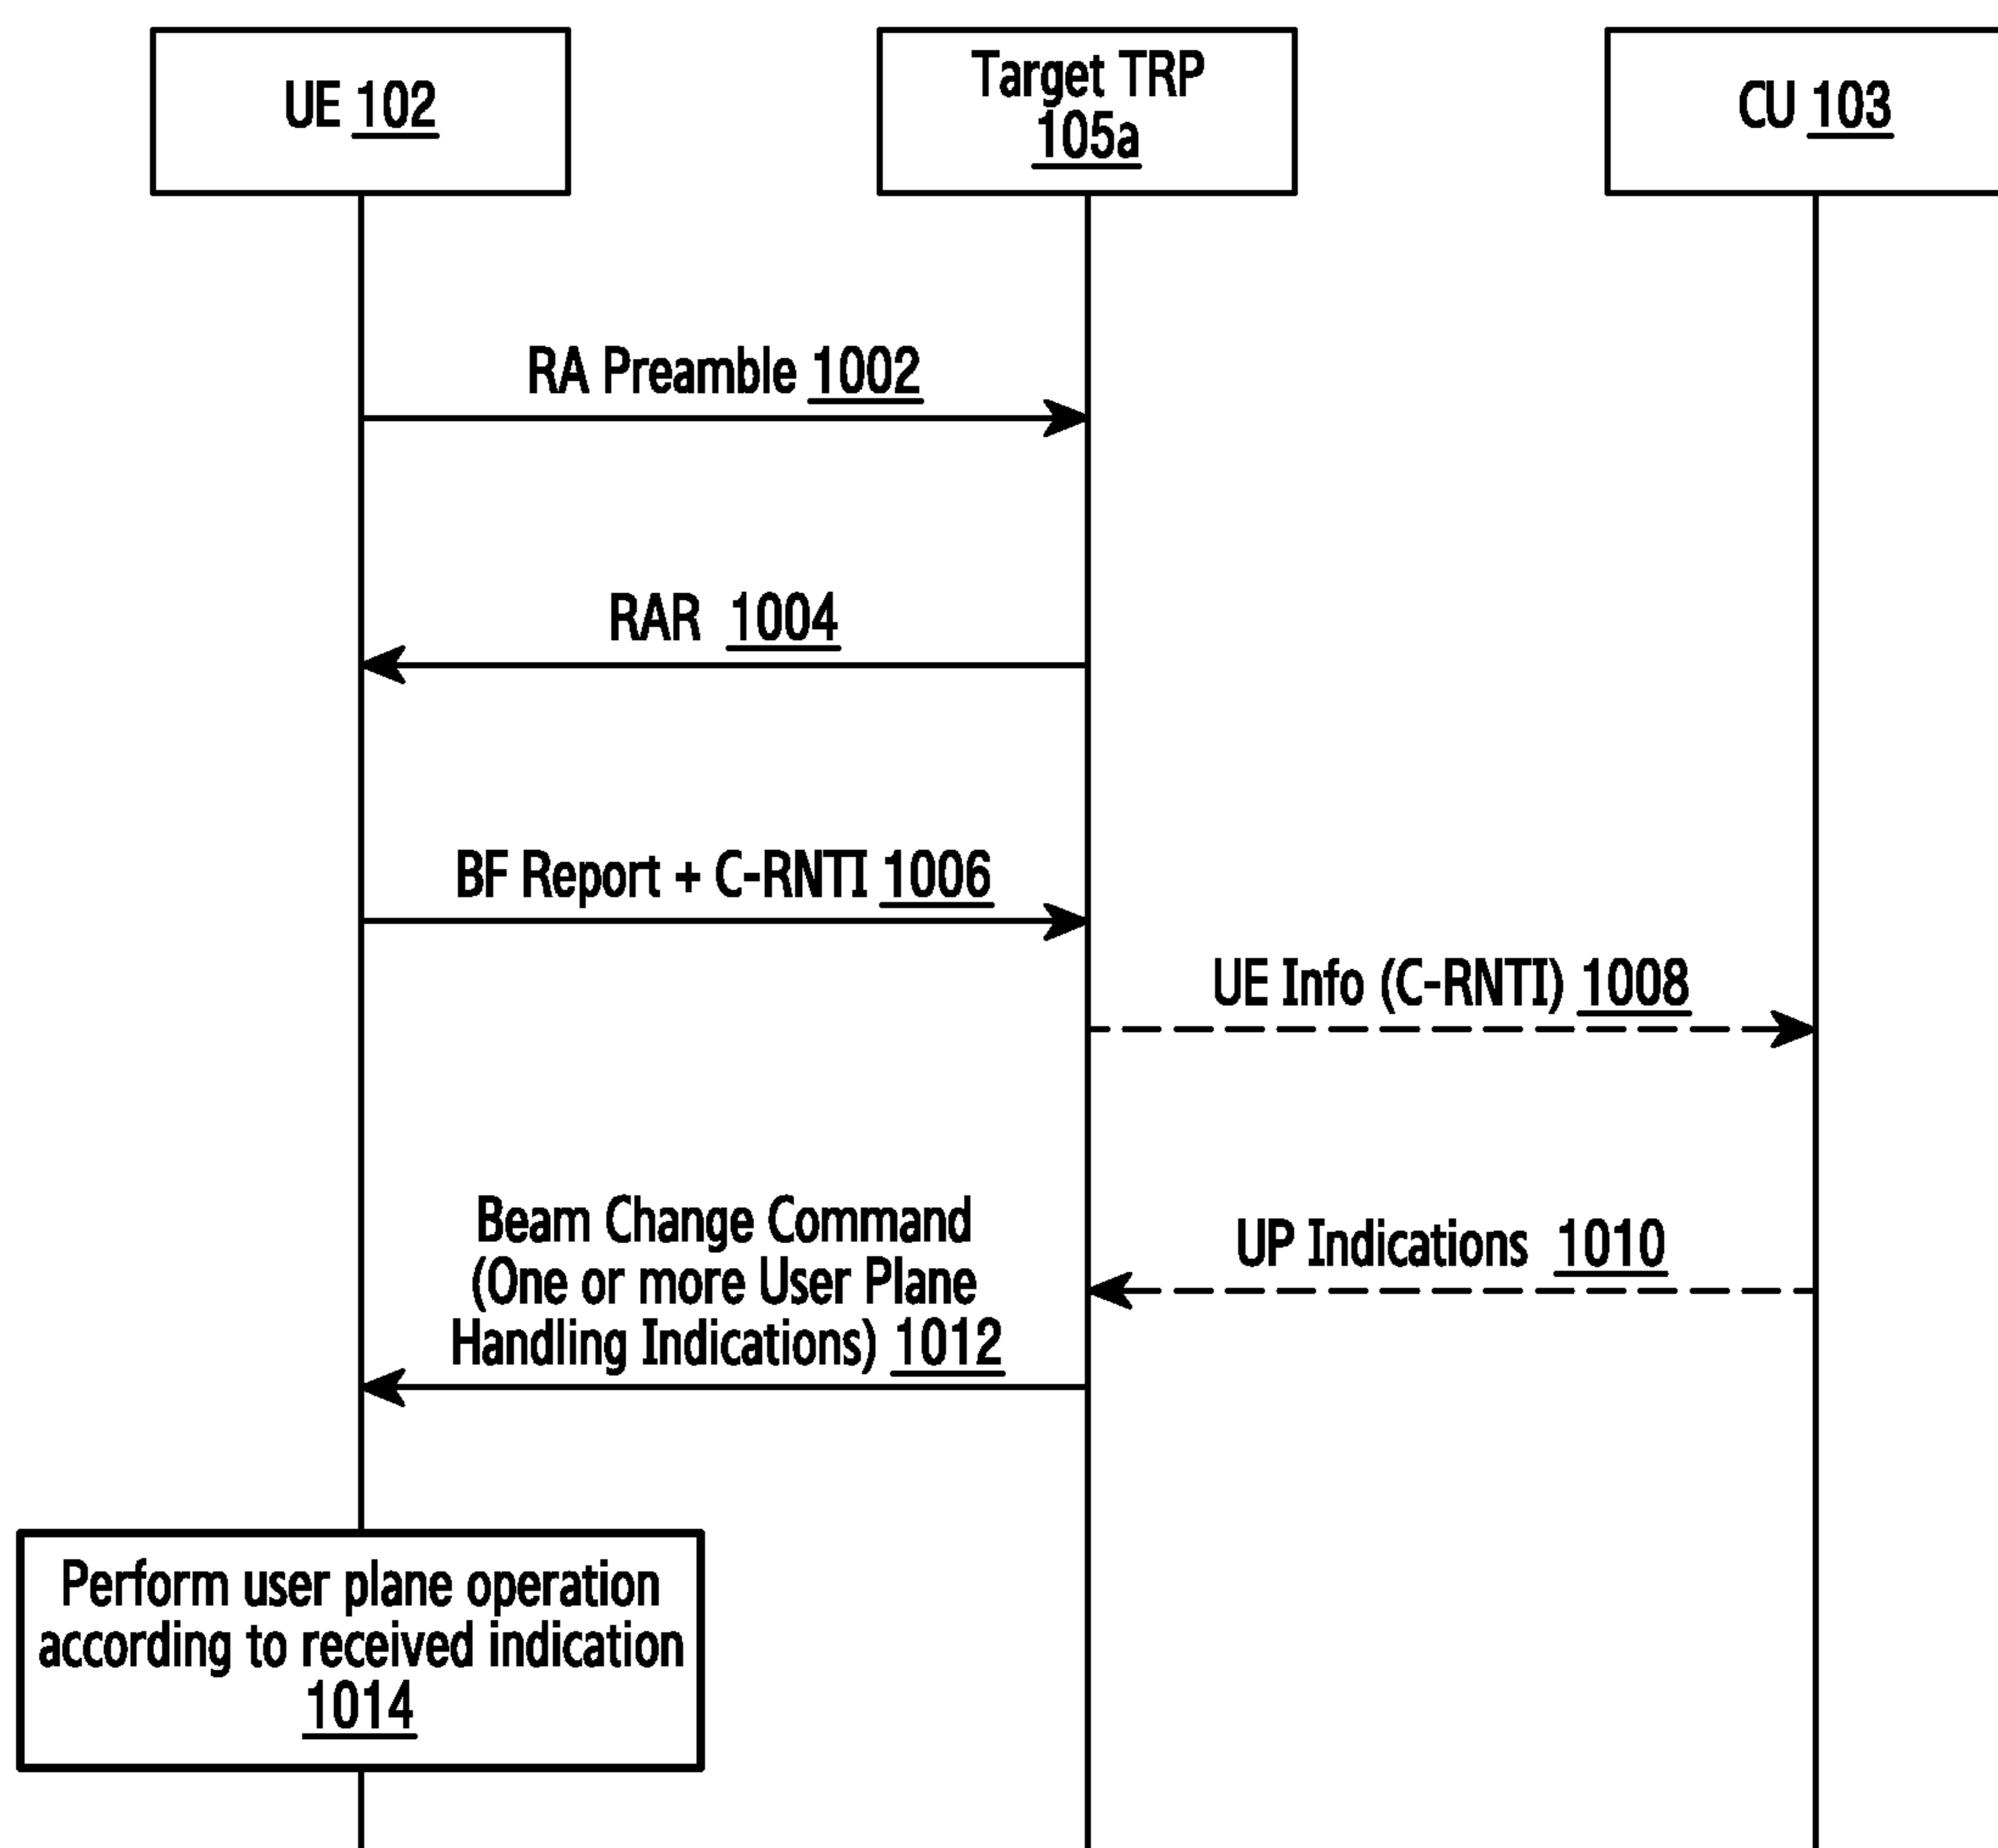 UE 102
Target TRP
105a
CU 103
RA Preamble 1002
RAR 1004
BF Report + C-RNTI 1006
UE Info (C-RNTI) 1008
Beam Change Command
(One or more User Plane
Handling Indications) 1012
UP Indications 1010
Perform user plane operation
according to received indication
1014